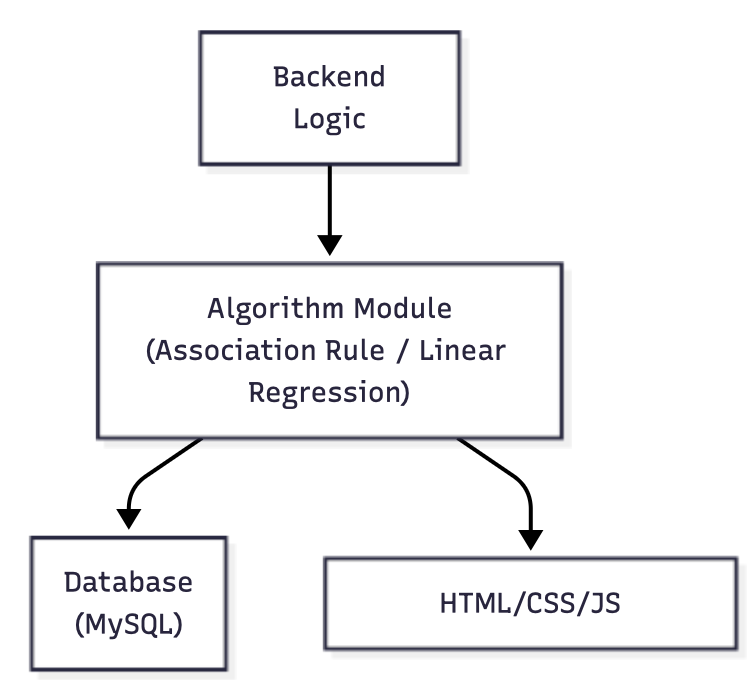 Backend
Logic
Algorithm Module
(Association Rule / Linear
Regression)
Database
(MySQL)
HTML/CSS/JS